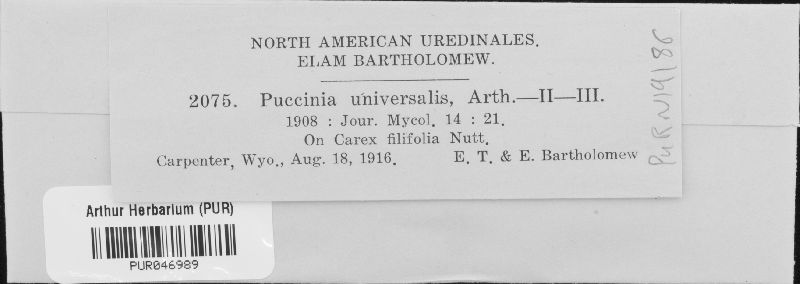 NORTH AMERICAN UREDINALES.
ELAM BARTHOLOMEW.
2075. Puccinia universalis, Arth.—II—III.
1908 : Jour. Mycol. 14 : 21.
On Carex filifolia Nutt.
Carpenter, Wyo., Aug. 18, 1916. E. T. & E. Bartholomew
PUR N19186
Arthur Herbarium (PUR)
PUR046989